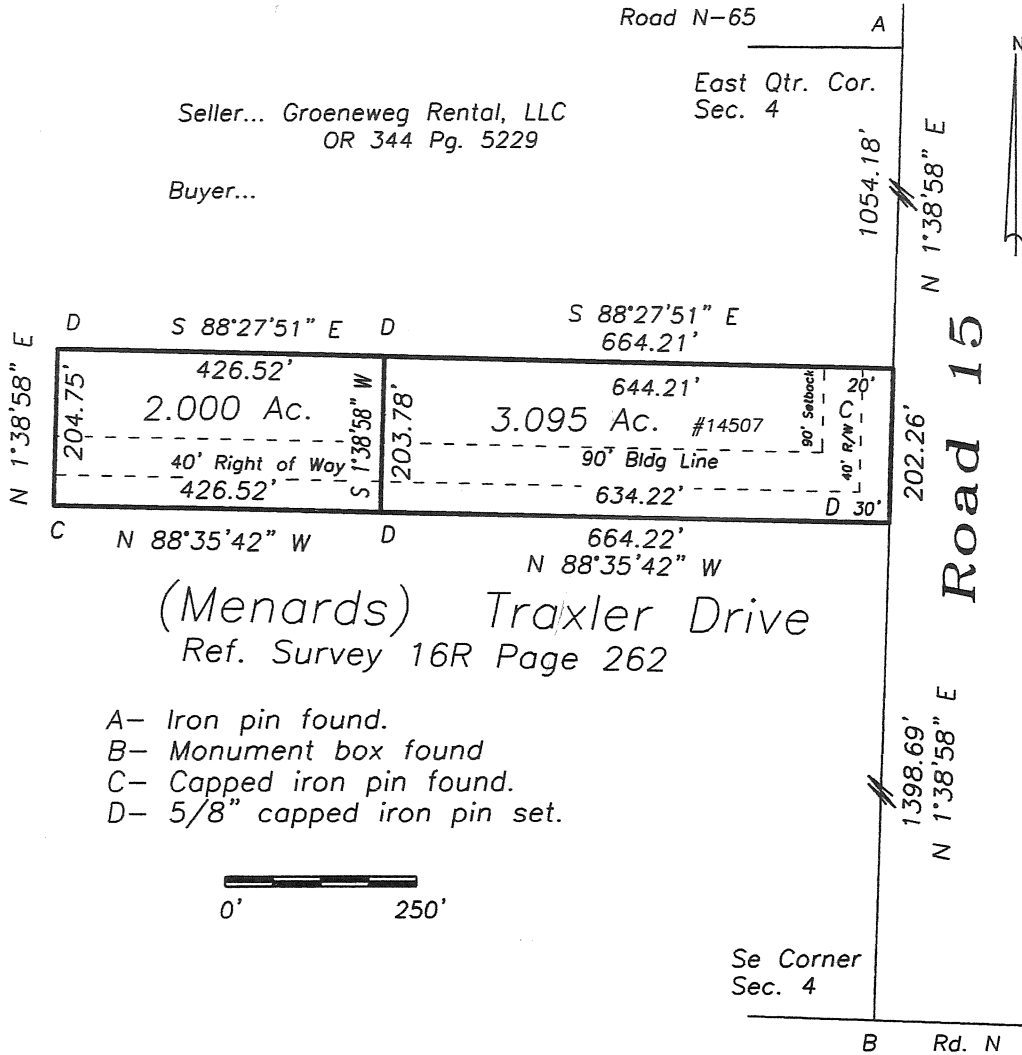 Road N-65
A
N
East Qtr. Cor.
Sec. 4
Seller... Groeneweg Rental, LLC
OR 344 Pg. 5229
Buyer...
1054.18'
N 1°38'58" E
D
S 88°27'51" E
D
S 88°27'51" E
664.21'
N 1°38'58" E
204.75'
426.52'
2.000 Ac.
40' Right of Way
426.52'
S 1°38'58" W
203.78'
644.21'
3.095 Ac.
#14507
90' Bldg Line
634.22'
90' Setback
20'
C
40' R/W
D
30'
202.26'
Road 15
C
N 88°35'42" W
D
664.22'
N 88°35'42" W
(Menards) Traxler Drive
Ref. Survey 16R Page 262
A- Iron pin found.
B- Monument box found
C- Capped iron pin found.
D- 5/8" capped iron pin set.
1398.69'
N 1°38'58" E
0'
250'
Se Corner
Sec. 4
B
Rd. N